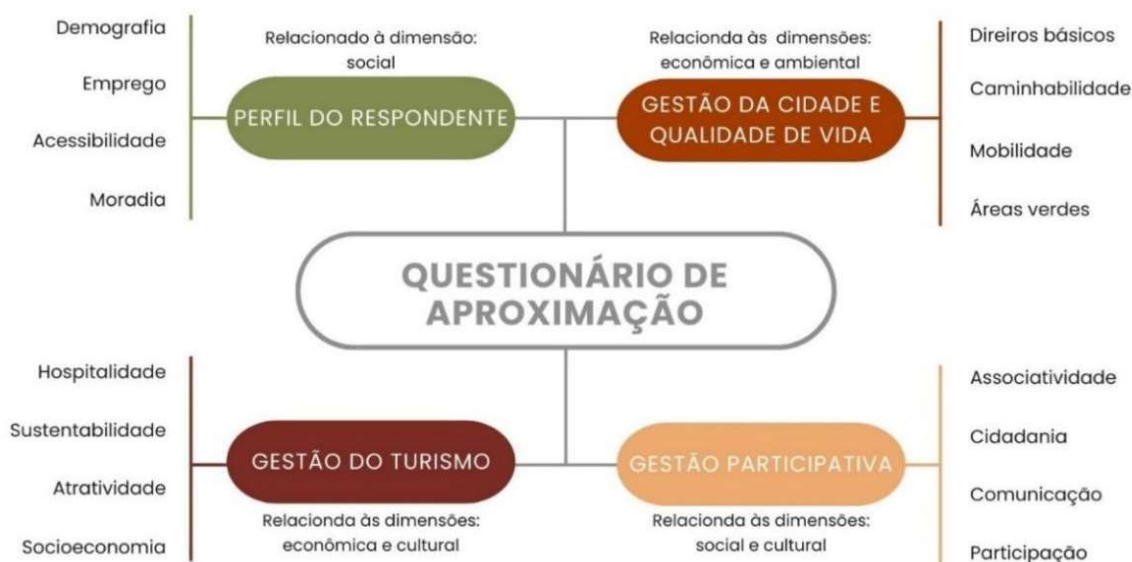 Demografia
Emprego
Acessibilidade
Moradia
Relacionado à dimensão:
social
PERFIL DO RESPONDENTE
Relacionda às dimensões:
econômica e ambiental
GESTÃO DA CIDADE E
QUALIDADE DE VIDA
Direiros básicos
Caminhabilidade
Mobilidade
Áreas verdes
QUESTIONÁRIO DE
APROXIMAÇÃO
Hospitalidade
Sustentabilidade
Atratividade
Socioeconomia
GESTÃO DO TURISMO
Relacionda às dimensões:
econômica e cultural
GESTÃO PARTICIPATIVA
Relacionda às dimensões:
social e cultural
Associatividade
Cidadania
Comunicação
Participação